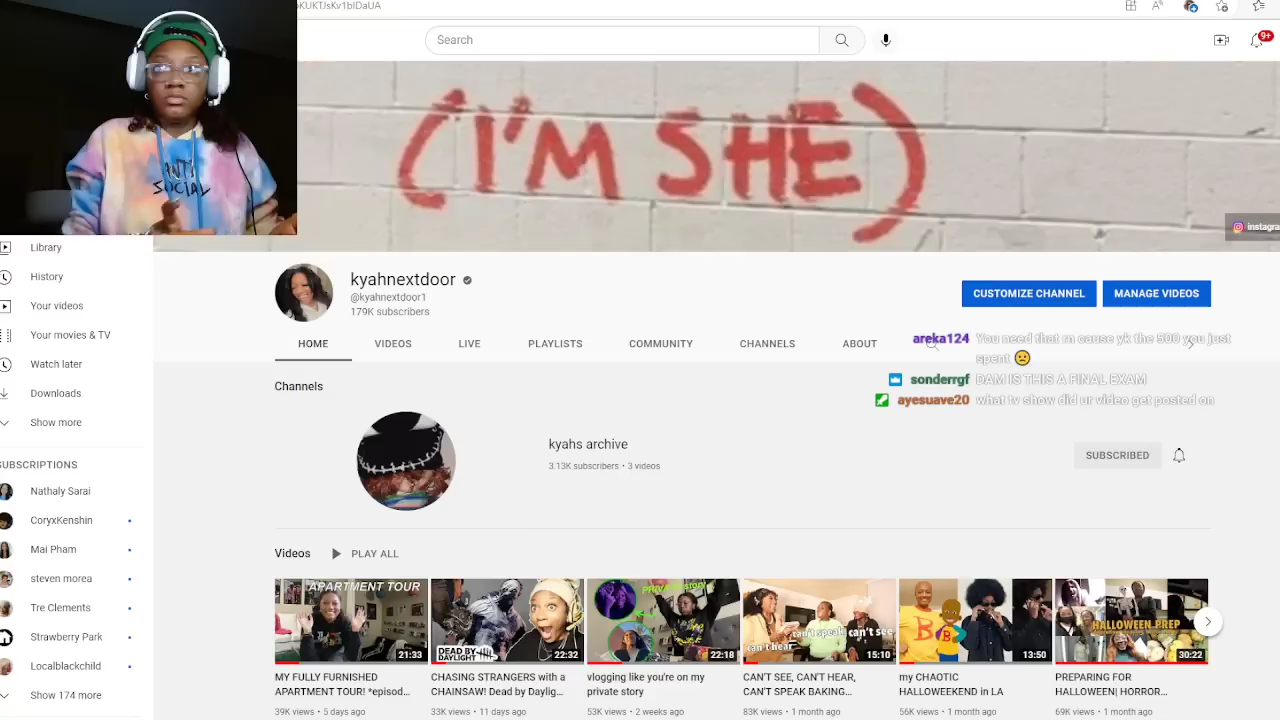 KUKTJsKv1bIDaUA
Search
9+
(I'M SHE)
ANTI
SOCIAL
instagra
Library
History
Your videos
Your movies & TV
Watch later
Downloads
Show more
SUBSCRIPTIONS
Nathaly Sarai
CoryxKenshin
Mai Pham
steven morea
Tre Clements
Strawberry Park
Localblackchild
Show 174 more
kyahnextdoor
@kyahnextdoor1
179K subscribers
CUSTOMIZE CHANNEL
MANAGE VIDEOS
HOME VIDEOS LIVE PLAYLISTS COMMUNITY CHANNELS ABOUT
areka124 You need that rn cause yk the 500 you just
spent
sonderrgf DAM IS THIS A FINAL EXAM
ayesuave20 what tv show did ur video get posted on
Channels
kyahs archive
3.13K subscribers • 3 videos
SUBSCRIBED
Videos PLAY ALL
APARTMENT TOUR
21:33
DEAD BY
DAYLIGHT
22:32
PRIVATE story
22:18
can't hear
can't speak
can't see
15:10
B B
13:50
HALLOWEEN PREP
30:22
MY FULLY FURNISHED
APARTMENT TOUR! *episod...
39K views • 5 days ago
CHASING STRANGERS with a
CHAINSAW! Dead by Daylig...
33K views • 11 days ago
vlogging like you're on my
private story
53K views • 2 weeks ago
CAN'T SEE, CAN'T HEAR,
CAN'T SPEAK BAKING...
83K views • 1 month ago
my CHAOTIC
HALLOWEEKEND in LA
56K views • 1 month ago
PREPARING FOR
HALLOWEEN| HORROR...
69K views • 1 month ago